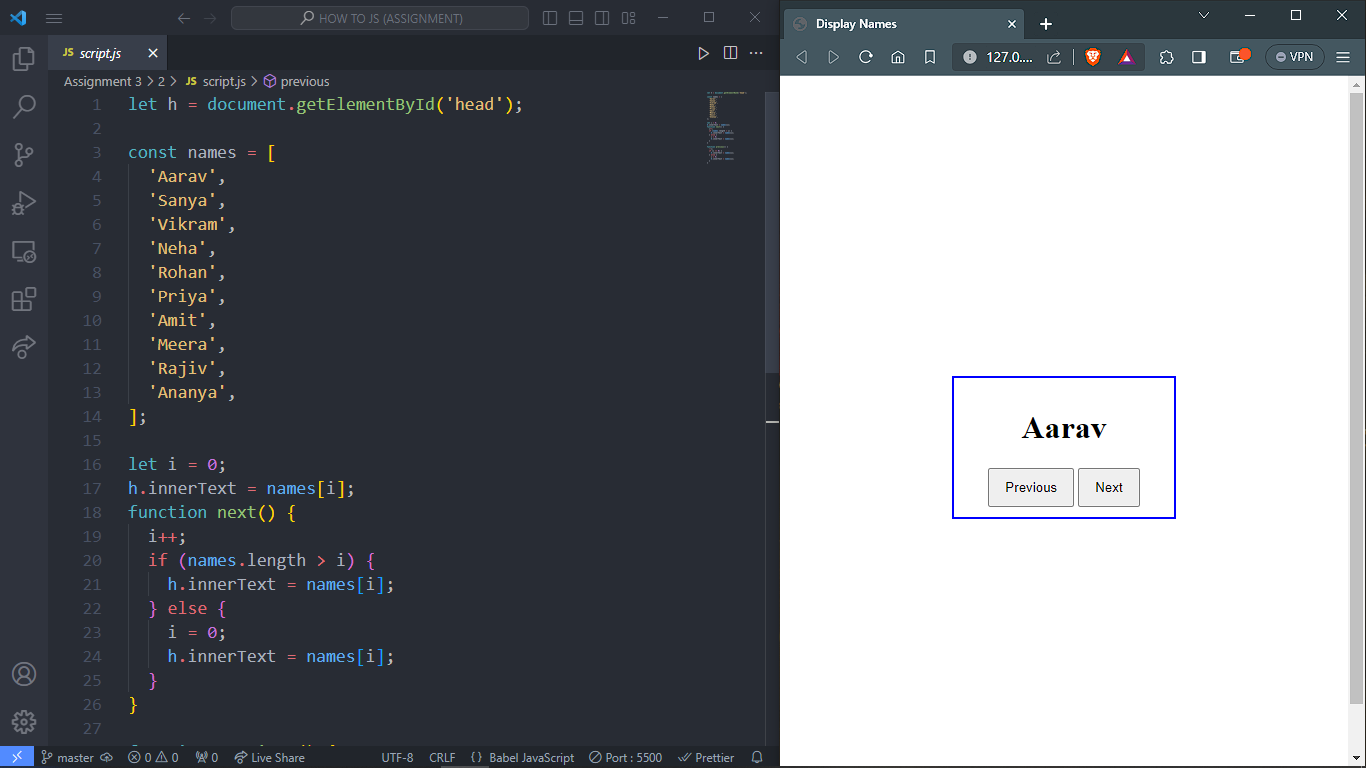 HOW TO JS (ASSIGNMENT)
JS script.js
Assignment 3 > 2 > JS script.js > previous
1 let h = document.getElementById('head');
2
3 const names = [
4 'Aarav',
5 'Sanya',
6 'Vikram',
7 'Neha',
8 'Rohan',
9 'Priya',
10 'Amit',
11 'Meera',
12 'Rajiv',
13 'Ananya',
14 ];
15
16 let i = 0;
17 h.innerText = names[i];
18 function next() {
19 i++;
20 if (names.length > i) {
21 h.innerText = names[i];
22 } else {
23 i = 0;
24 h.innerText = names[i];
25 }
26 }
27
master 0 0 0 Live Share UTF-8 CRLF { } Babel JavaScript Port : 5500 Prettier
Display Names
127.0.... VPN
Aarav
Previous Next